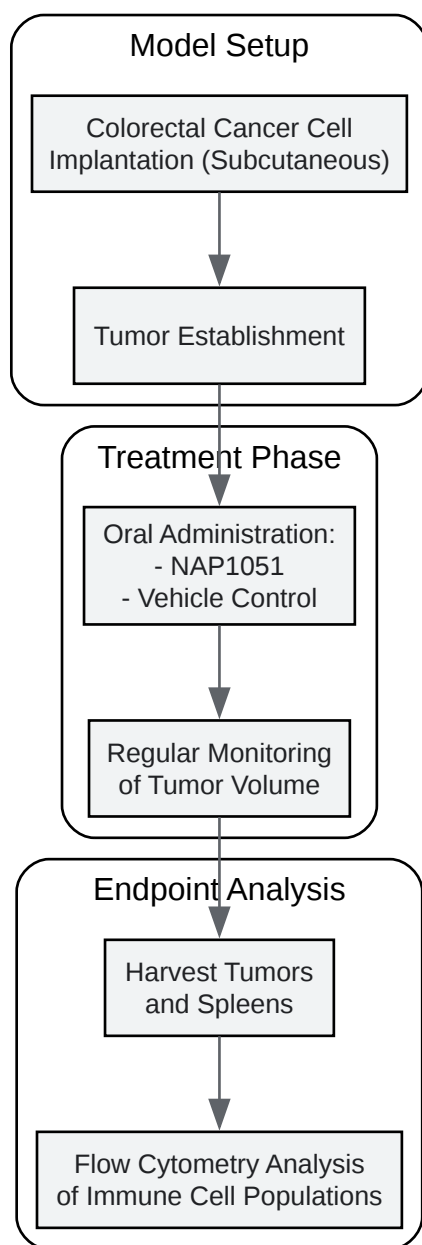 Model Setup
Colorectal Cancer Cell
Implantation (Subcutaneous)
Tumor Establishment
Treatment Phase
Oral Administration:
- NAP1051
- Vehicle Control
Regular Monitoring
of Tumor Volume
Endpoint Analysis
Harvest Tumors
and Spleens
Flow Cytometry Analysis
of Immune Cell Populations